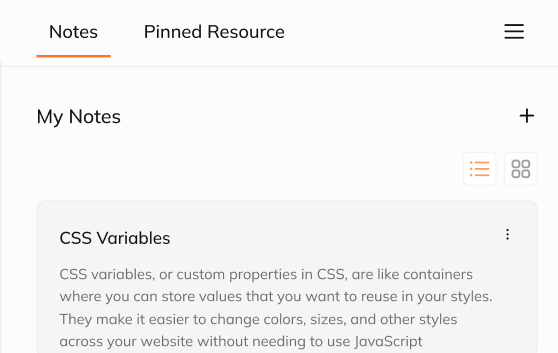 Notes
Pinned Resource
My Notes
CSS Variables
CSS variables, or custom properties in CSS, are like containers
where you can store values that you want to reuse in your styles.
They make it easier to change colors, sizes, and other styles
across your website without needing to use JavaScript